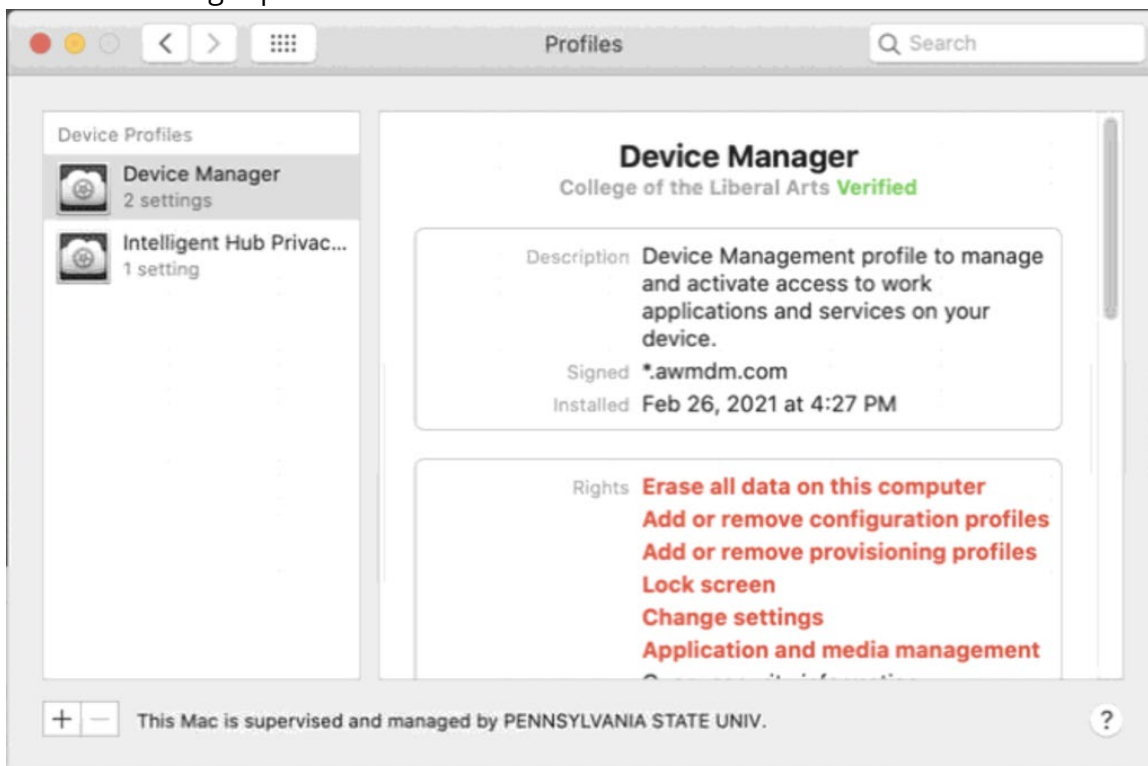 Profiles
Search
Device Profiles
Device Manager
2 settings
Intelligent Hub Privac...
1 setting
Device Manager
College of the Liberal Arts Verified
Description Device Management profile to manage
and activate access to work
applications and services on your
device.
Signed *.awmdm.com
Installed Feb 26, 2021 at 4:27 PM
Rights Erase all data on this computer
Add or remove configuration profiles
Add or remove provisioning profiles
Lock screen
Change settings
Application and media management
This Mac is supervised and managed by PENNSYLVANIA STATE UNIV.
?